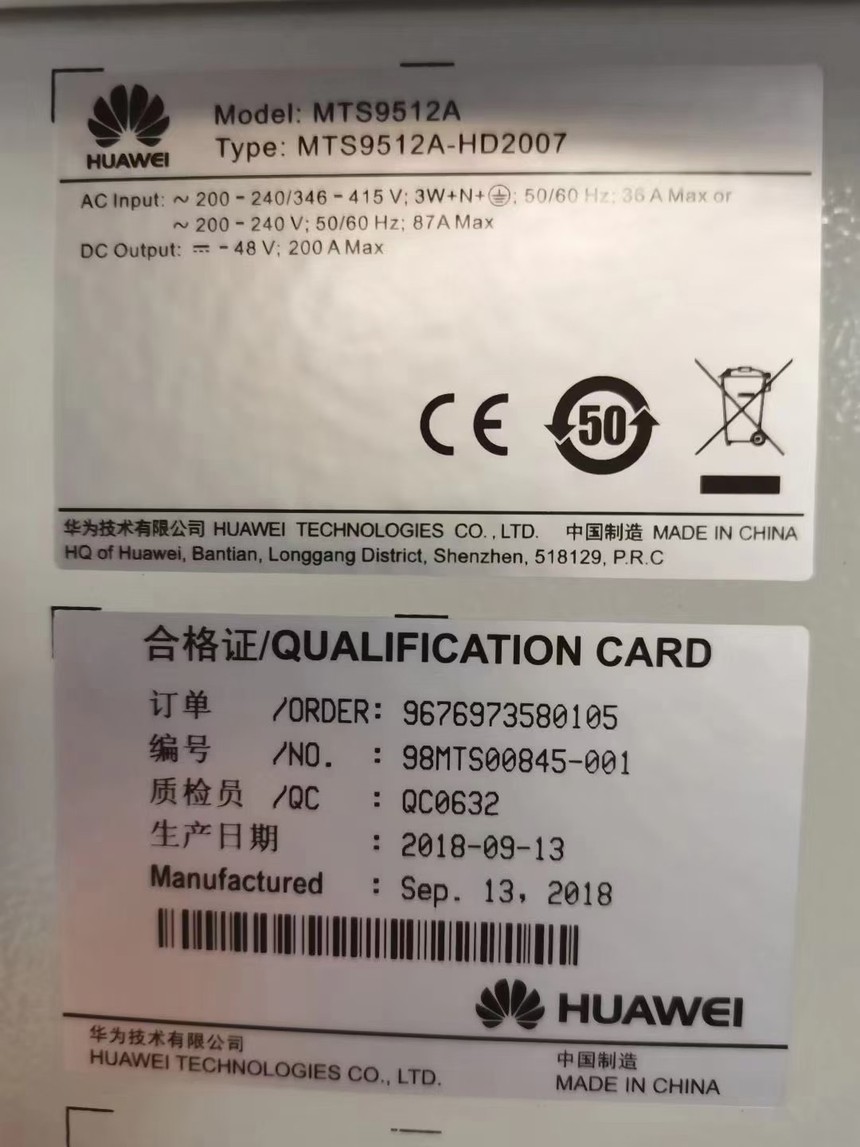 HUAWEI
Model: MTS9512A
Type: MTS9512A-HD2007
AC Input: ~ 200-240/346-415 V; 3W+N+⏚; 50/60 Hz; 36 A Max or
~ 200-240 V; 50/60 Hz; 87A Max
DC Output: ⎓ -48 V; 200 A Max
CE 50
华为技术有限公司 HUAWEI TECHNOLOGIES CO., LTD. 中国制造 MADE IN CHINA
HQ of Huawei, Bantian, Longgang District, Shenzhen, 518129, P.R.C
合格证/QUALIFICATION CARD
订单 /ORDER: 9676973580105
编号 /NO. : 98MTS00845-001
质检员 /QC : QC0632
生产日期 : 2018-09-13
Manufactured : Sep. 13, 2018
HUAWEI
华为技术有限公司
HUAWEI TECHNOLOGIES CO., LTD.
中国制造
MADE IN CHINA